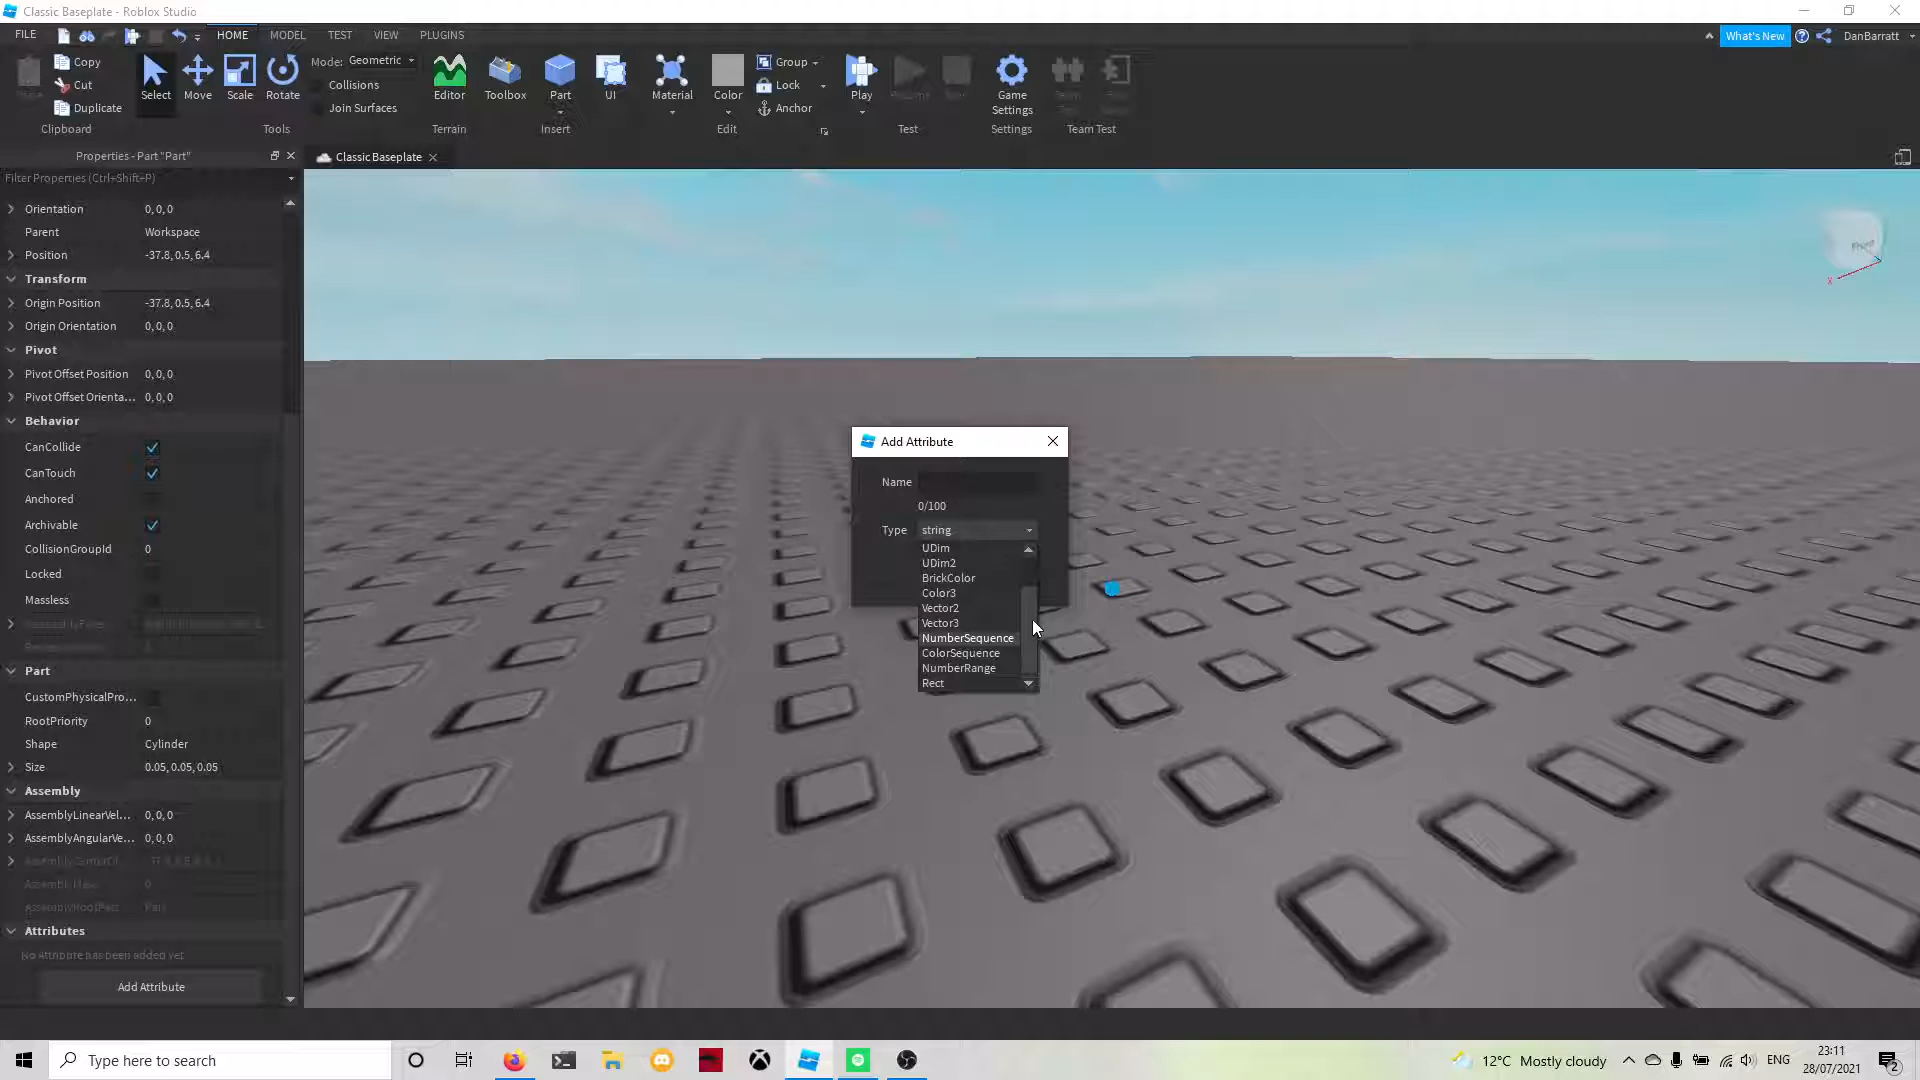 Classic Baseplate - Roblox Studio
FILE
HOME
MODEL
TEST
VIEW
PLUGINS
What's New
DanBarratt
Copy
Cut
Duplicate
Clipboard
Select
Move
Scale
Rotate
Tools
Mode: Geometric
Collisions
Join Surfaces
Editor
Terrain
Toolbox
Part
UI
Insert
Material
Color
Group
Lock
Anchor
Edit
Play
Test
Game
Settings
Settings
Team Test
Properties - Part "Part"
Classic Baseplate
Filter Properties (Ctrl+Shift+P)
Orientation 0, 0, 0
Parent Workspace
Position -37.8, 0.5, 6.4
Transform
Origin Position -37.8, 0.5, 6.4
Origin Orientation 0, 0, 0
Pivot
Pivot Offset Position 0, 0, 0
Pivot Offset Orienta... 0, 0, 0
Behavior
CanCollide
CanTouch
Anchored
Archivable
CollisionGroupId 0
Locked
Massless
Part
CustomPhysicalPro...
RootPriority 0
Shape Cylinder
Size 0.05, 0.05, 0.05
Assembly
AssemblyLinearVel... 0, 0, 0
AssemblyAngularVe... 0, 0, 0
Attributes
No Attribute has been added yet
Add Attribute
Add Attribute
Name
0/100
Type string
UDim
UDim2
BrickColor
Color3
Vector2
Vector3
NumberSequence
ColorSequence
NumberRange
Rect
Front
X
Type here to search
12°C Mostly cloudy
ENG
23:11
28/07/2021
2